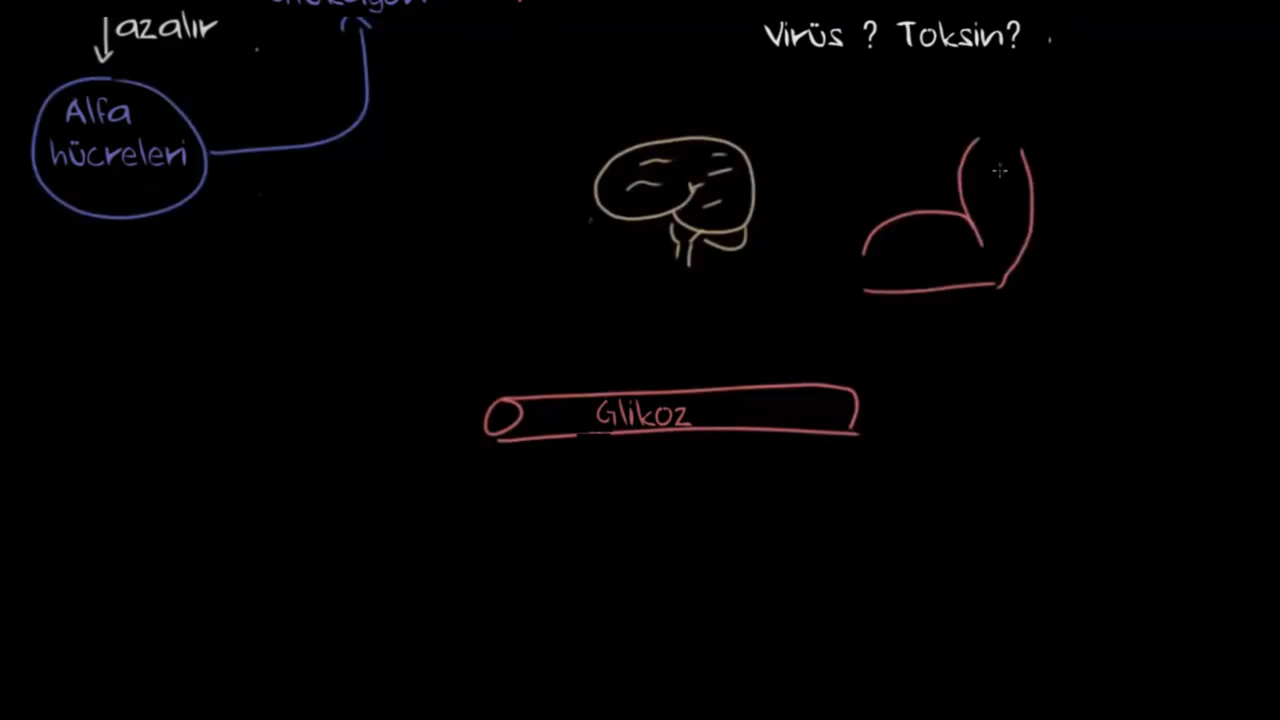 azalır
Virüs ? Toksin?
Alfa
hücreleri
Glikoz